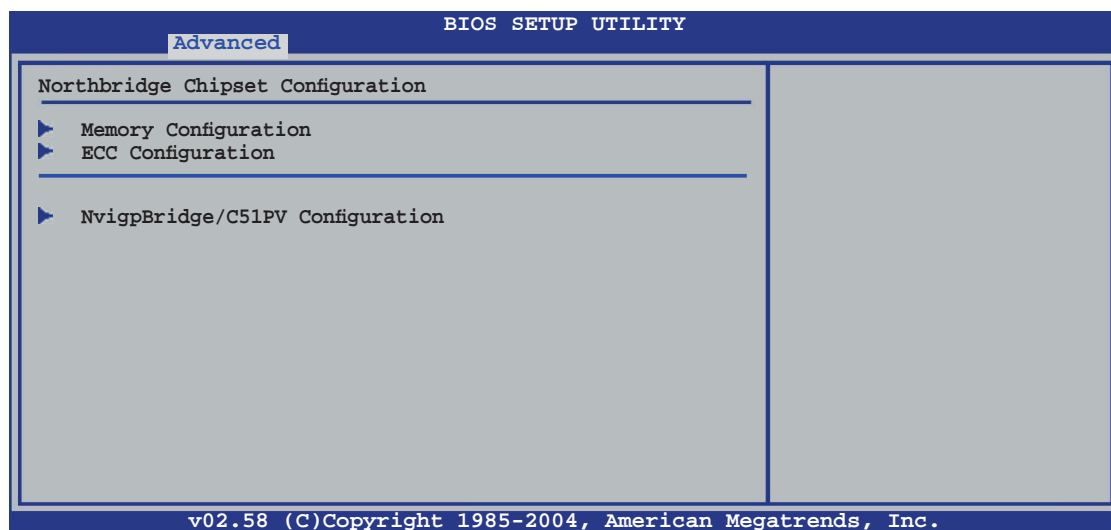 BIOS SETUP UTILITY
Advanced
Northbridge Chipset Configuration
Memory Configuration
ECC Configuration
NvigpBridge/C51PV Configuration
v02.58 (C)Copyright 1985-2004, American Megatrends, Inc.